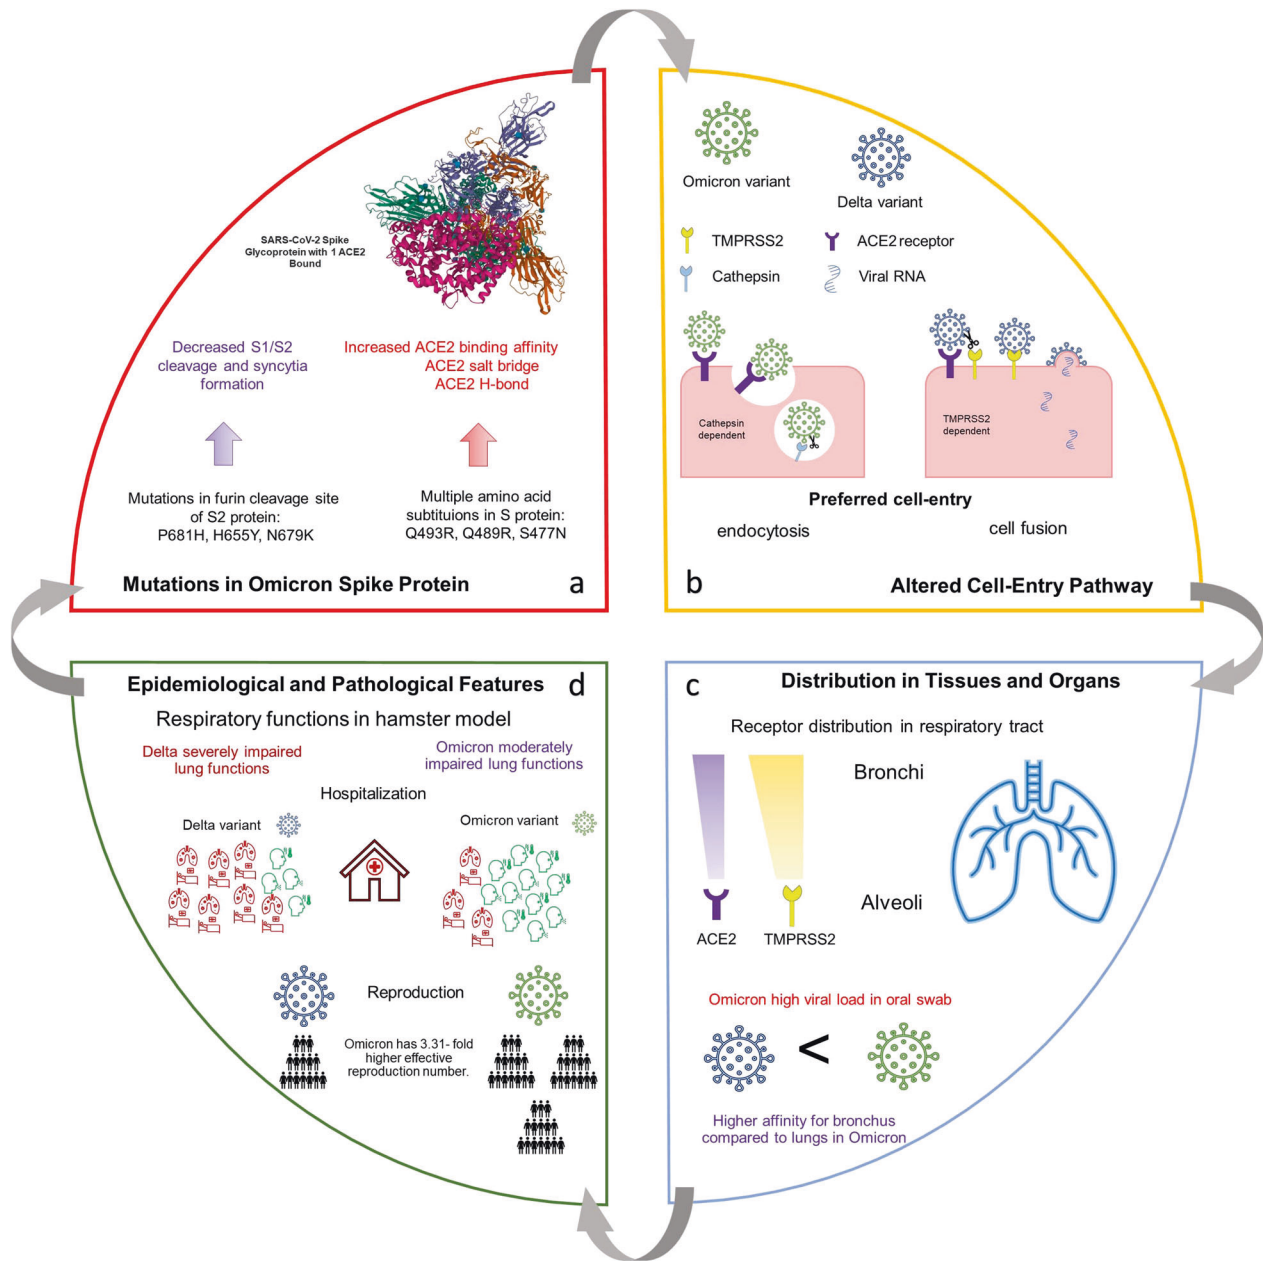 SARS-CoV-2 Spike
Glycoprotein with 1 ACE2
Bound
Decreased S1/S2
cleavage and syncytia
formation
Increased ACE2 binding affinity
ACE2 salt bridge
ACE2 H-bond
Mutations in furin cleavage site
of S2 protein:
P681H, H655Y, N679K
Multiple amino acid
subtituions in S protein:
Q493R, Q489R, S477N
Mutations in Omicron Spike Protein
a
Omicron variant
Delta variant
TMPRSS2
ACE2 receptor
Cathepsin
Viral RNA
Cathepsin
dependent
TMPRSS2
dependent
Preferred cell-entry
endocytosis
cell fusion
b
Altered Cell-Entry Pathway
c
Distribution in Tissues and Organs
Receptor distribution in respiratory tract
Bronchi
Alveoli
ACE2
TMPRSS2
Omicron high viral load in oral swab
<
Higher affinity for bronchus
compared to lungs in Omicron
Epidemiological and Pathological Features
d
Respiratory functions in hamster model
Delta severely impaired
lung functions
Omicron moderately
impaired lung functions
Hospitalization
Delta variant
Omicron variant
Reproduction
Omicron has 3.31- fold
higher effective
reproduction number.